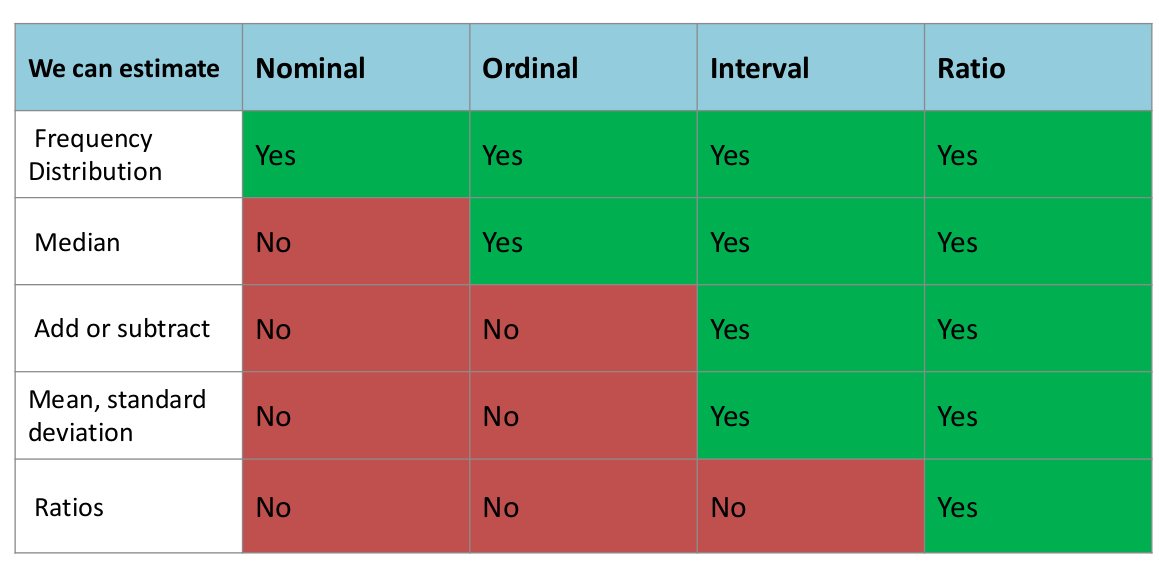 We can estimate Nominal Ordinal Interval Ratio
Frequency
Distribution
Yes Yes Yes Yes
Median No Yes Yes Yes
Add or subtract No No Yes Yes
Mean, standard
deviation
No No Yes Yes
Ratios No No No Yes